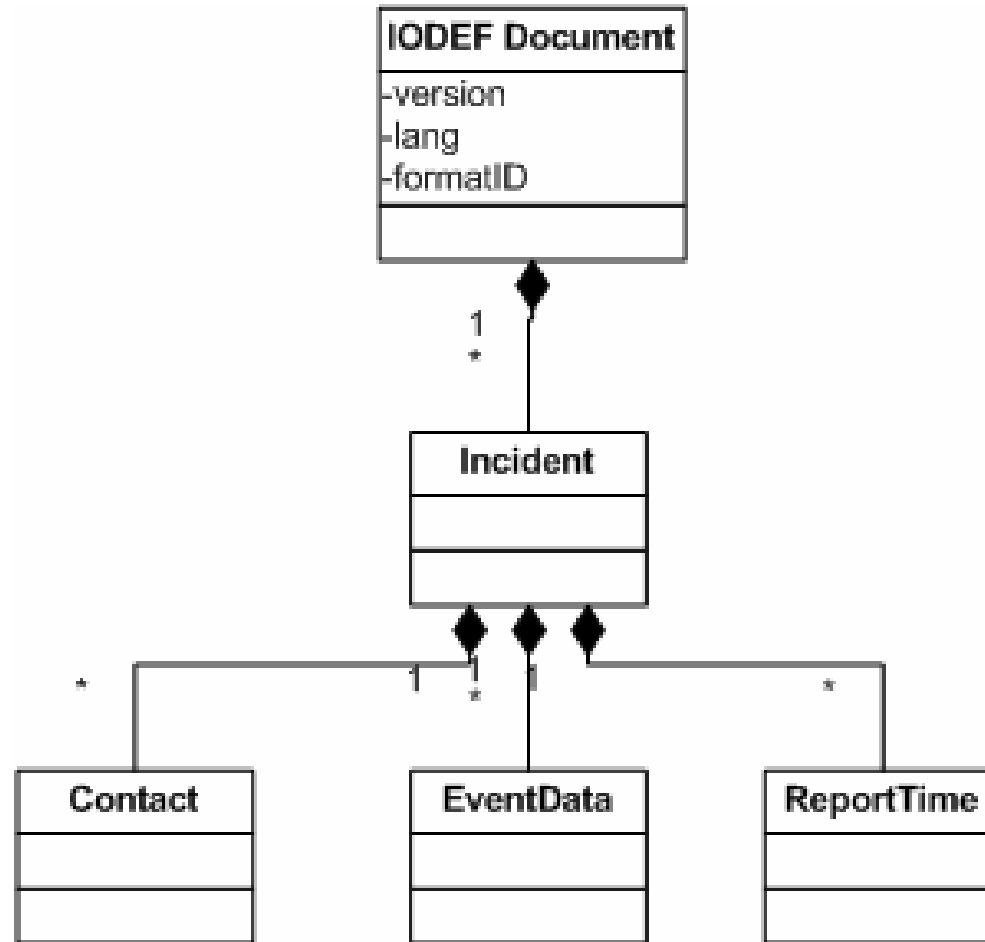 IODEF Document
-version
-lang
-formatID
1
*
Incident
*
1
1
*
1
*
Contact
EventData
ReportTime